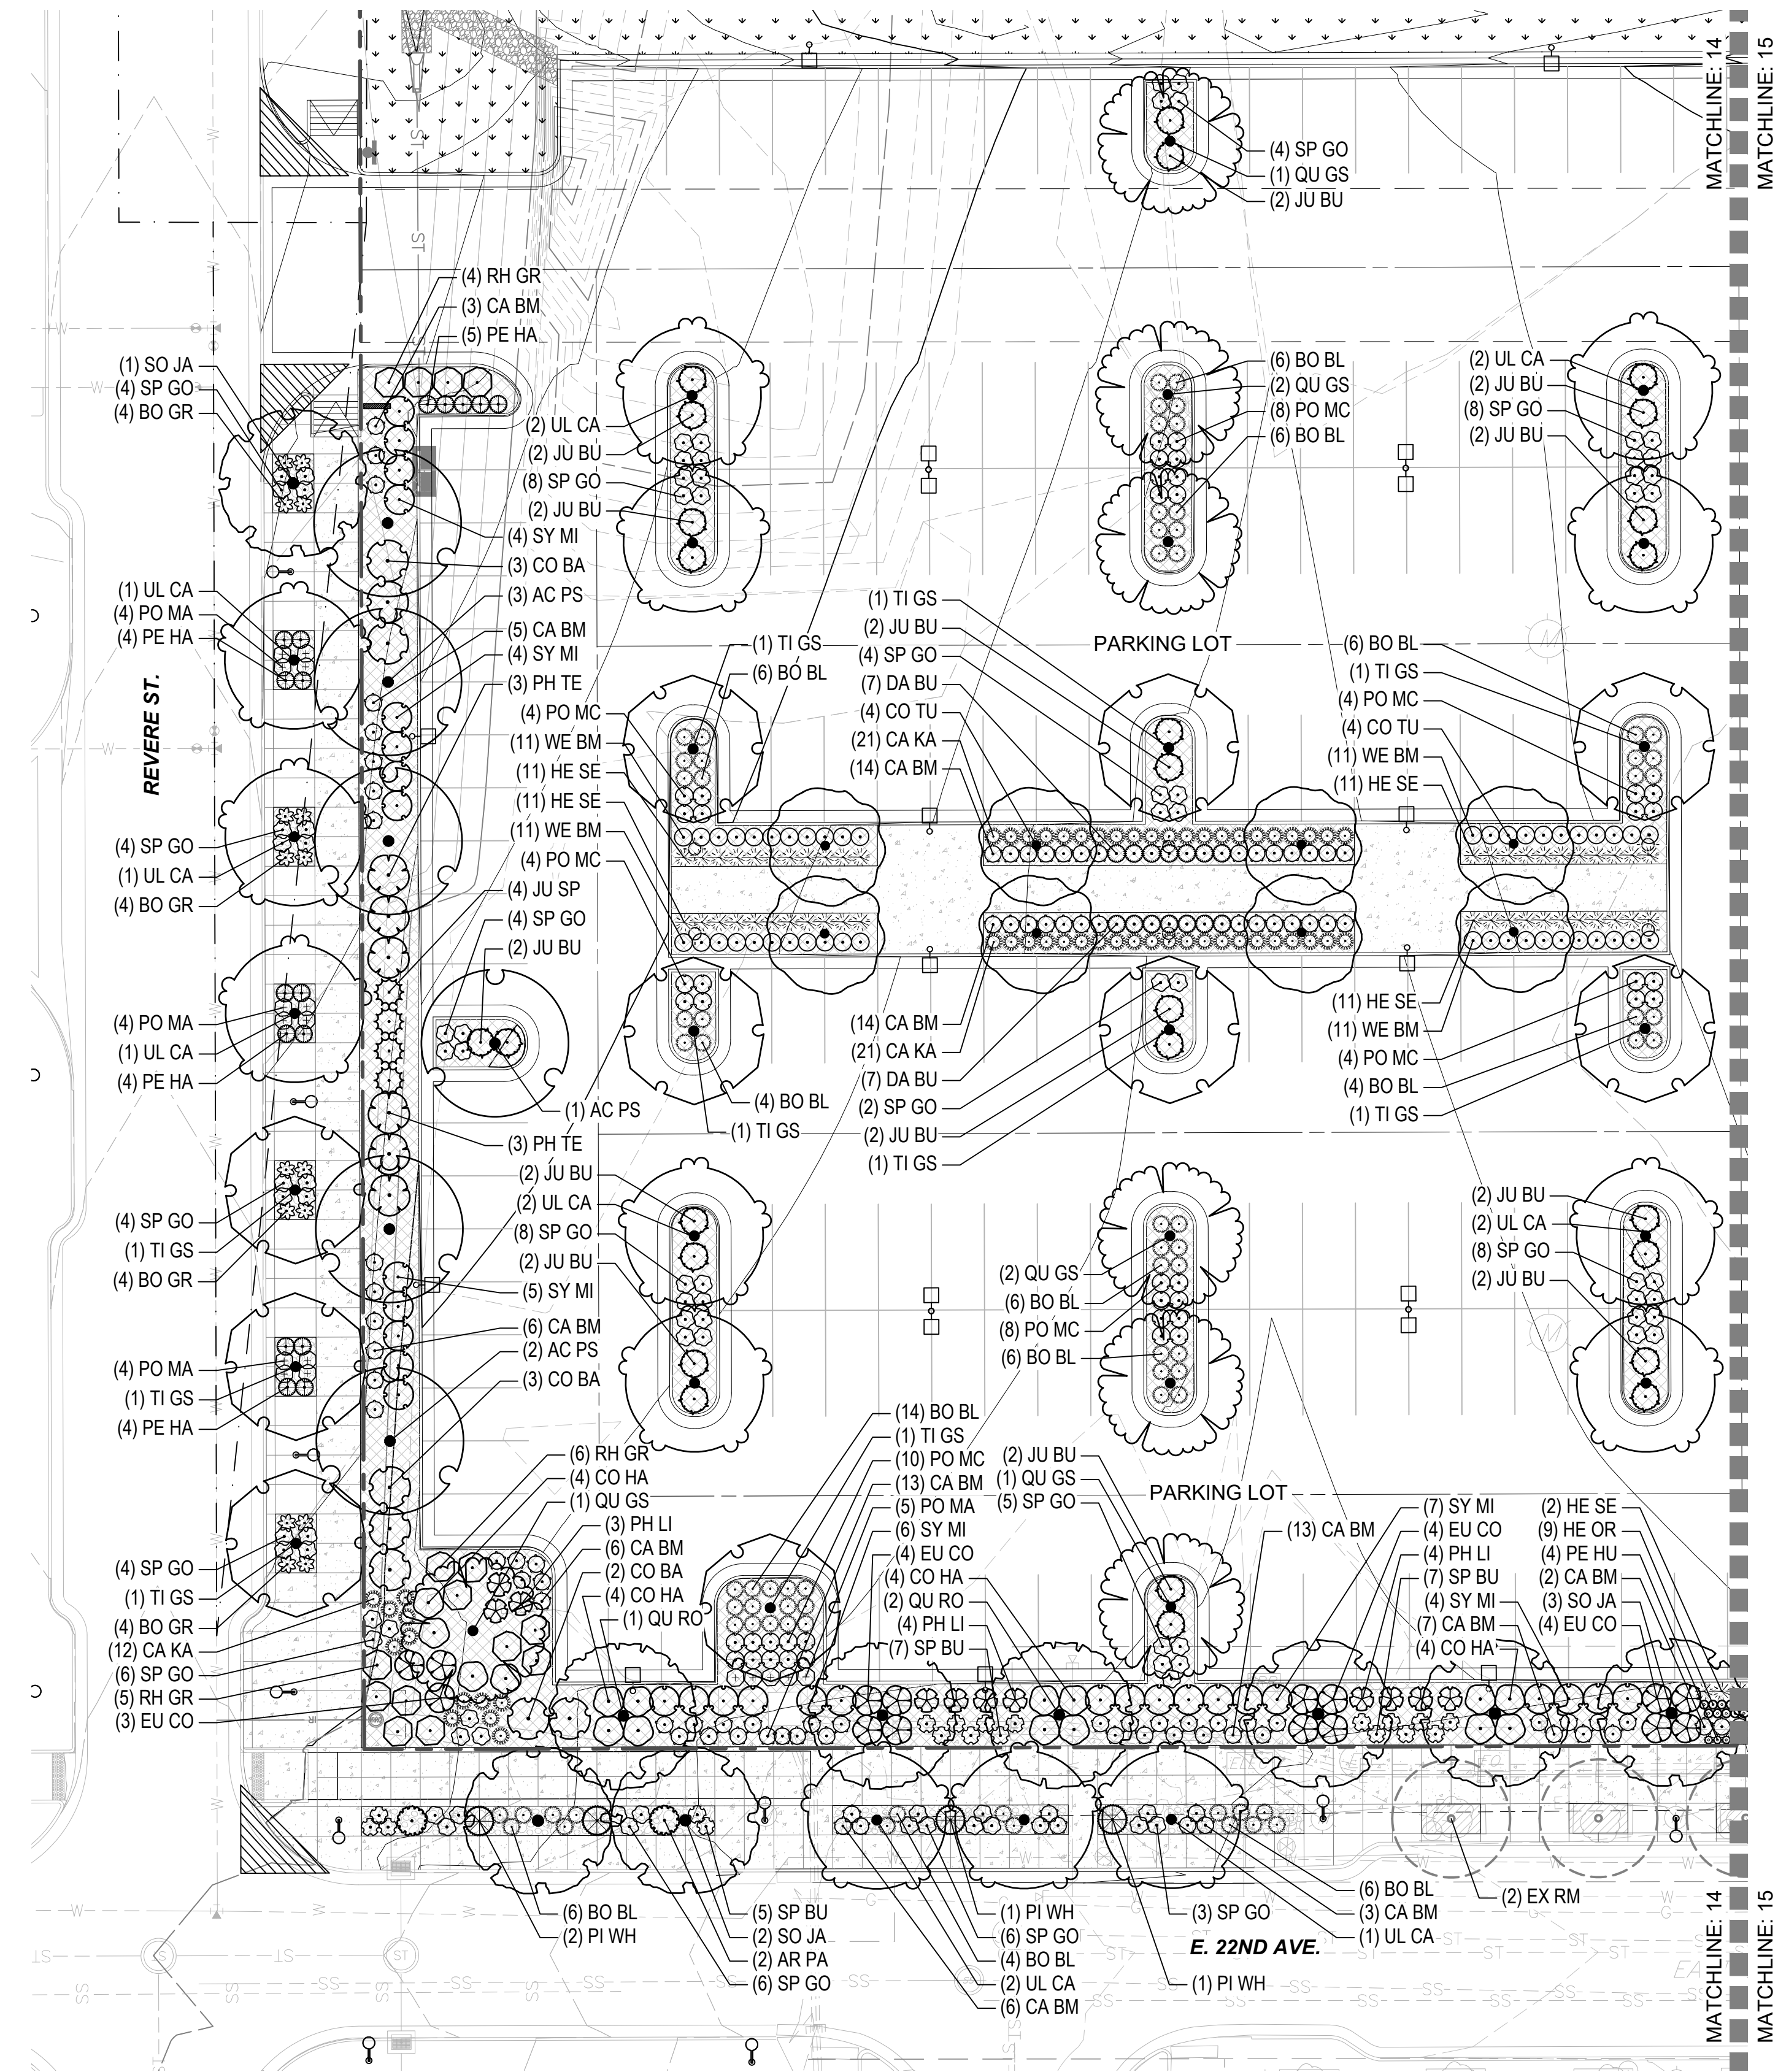 MATCHLINE: 14
MATCHLINE: 15
(4) SP GO
(1) QU GS
(2) JU BU
ST
ST
W
(4) RH GR
(3) CA BM
(5) PE HA
(1) SO JA
(4) SP GO
(4) BO GR
(2) UL CA
(2) JU BU
(8) SP GO
(2) JU BU
(6) BO BL
(2) QU GS
(8) PO MC
(6) BO BL
(2) UL CA
(2) JU BU
(8) SP GO
(2) JU BU
(4) SY MI
(3) CO BA
(3) AC PS
(5) CA BM
(4) SY MI
(3) PH TE
(1) UL CA
(4) PO MA
(4) PE HA
REVERE ST.
(1) TI GS
(6) BO BL
(4) PO MC
(11) WE BM
(11) HE SE
(11) HE SE
(11) WE BM
(4) PO MC
(1) TI GS
(2) JU BU
(4) SP GO
(7) DA BU
(4) CO TU
(21) CA KA
(14) CA BM
PARKING LOT
(6) BO BL
(1) TI GS
(4) PO MC
(4) CO TU
(11) WE BM
(11) HE SE
(4) SP GO
(1) UL CA
(4) BO GR
(4) JU SP
(4) SP GO
(2) JU BU
(4) PO MA
(1) UL CA
(4) PE HA
(1) AC PS
(3) PH TE
(4) BO BL
(1) TI GS
(14) CA BM
(21) CA KA
(7) DA BU
(2) SP GO
(2) JU BU
(1) TI GS
(11) HE SE
(11) WE BM
(4) PO MC
(4) BO BL
(1) TI GS
(4) SP GO
(1) TI GS
(4) BO GR
(2) JU BU
(2) UL CA
(8) SP GO
(2) JU BU
(5) SY MI
(6) CA BM
(2) AC PS
(3) CO BA
(2) QU GS
(6) BO BL
(8) PO MC
(6) BO BL
(2) JU BU
(2) UL CA
(8) SP GO
(2) JU BU
(4) PO MA
(1) TI GS
(4) PE HA
(6) RH GR
(4) CO HA
(1) QU GS
(3) PH LI
(6) CA BM
(2) CO BA
(4) CO HA
(1) QU RO
(14) BO BL
(1) TI GS
(10) PO MC
(13) CA BM
(5) PO MA
(6) SY MI
(4) EU CO
(4) CO HA
(2) QU RO
(4) PH LI
(7) SP BU
(2) JU BU
(1) QU GS
(5) SP GO
PARKING LOT
(13) CA BM
(7) SY MI
(4) EU CO
(4) PH LI
(7) SP BU
(4) SY MI
(7) CA BM
(4) CO HA
(2) HE SE
(9) HE OR
(4) PE HU
(2) CA BM
(3) SO JA
(4) EU CO
(4) SP GO
(1) TI GS
(4) BO GR
(12) CA KA
(6) SP GO
(5) RH GR
(3) EU CO
(6) BO BL
(2) PI WH
(5) SP BU
(2) SO JA
(2) AR PA
(6) SP GO
(1) PI WH
(6) SP GO
(4) BO BL
(2) UL CA
(6) CA BM
(3) SP GO
E. 22ND AVE.
(1) PI WH
(6) BO BL
(3) CA BM
(1) UL CA
(2) EX RM
MATCHLINE: 14
MATCHLINE: 15